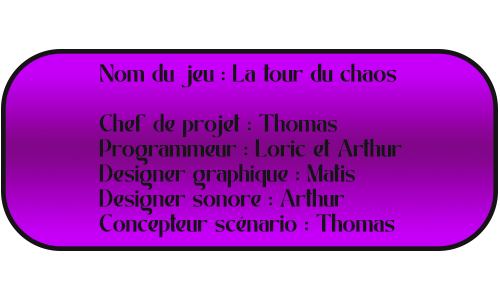 Nom du jeu : La tour du chaos
Chef de projet : Thomas
Programmeur : Loric et Arthur
Designer graphique : Matis
Designer sonore : Arthur
Concepteur scénario : Thomas